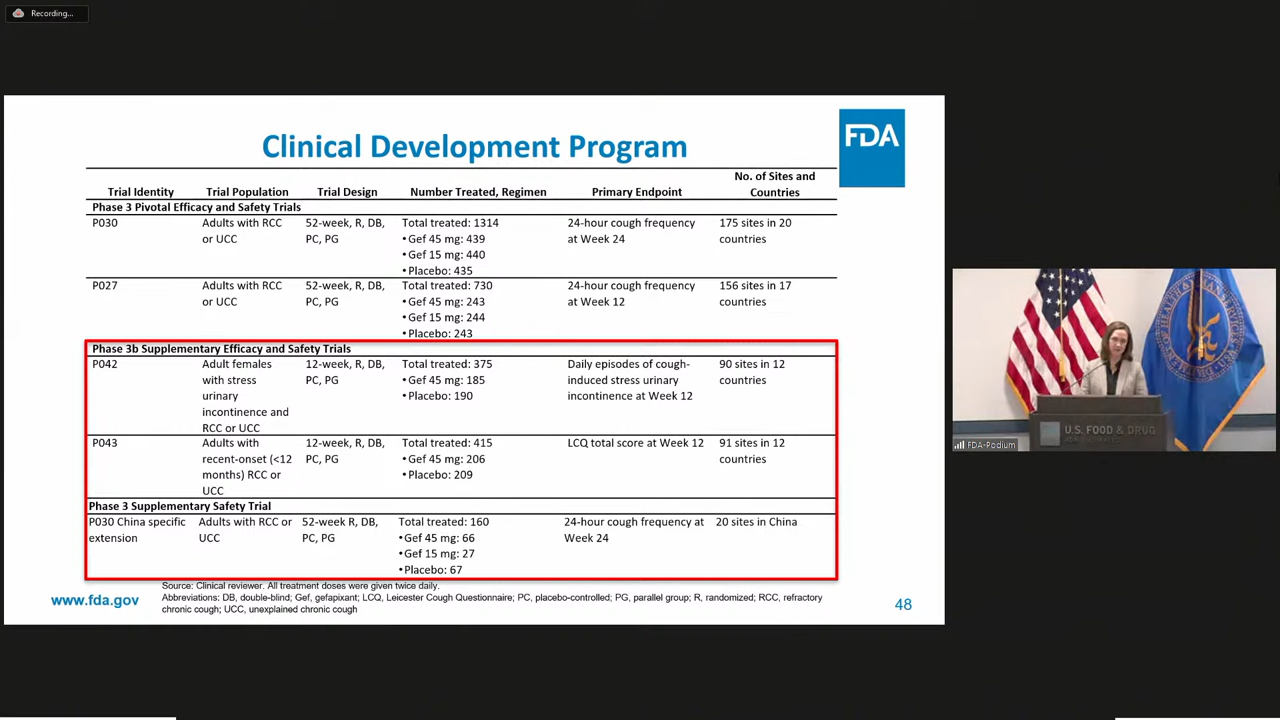 Recording...
Clinical Development Program
FDA
No. of Sites and
Trial Identity Trial Population Trial Design Number Treated, Regimen Primary Endpoint Countries
Phase 3 Pivotal Efficacy and Safety Trials
P030 Adults with RCC 52-week, R, DB, Total treated: 1314 24-hour cough frequency 175 sites in 20
or UCC PC, PG • Gef 45 mg: 439 at Week 24 countries
• Gef 15 mg: 440
• Placebo: 435
P027 Adults with RCC 52-week, R, DB, Total treated: 730 24-hour cough frequency 156 sites in 17
or UCC PC, PG • Gef 45 mg: 243 at Week 12 countries
• Gef 15 mg: 244
• Placebo: 243
Phase 3b Supplementary Efficacy and Safety Trials
P042 Adult females 12-week, R, DB, Total treated: 375 Daily episodes of cough- 90 sites in 12
with stress PC, PG • Gef 45 mg: 185 induced stress urinary countries
urinary • Placebo: 190 incontinence at Week 12
incontinence and
RCC or UCC
P043 Adults with 12-week, R, DB, Total treated: 415 LCQ total score at Week 12 91 sites in 12
recent-onset (<12 PC, PG • Gef 45 mg: 206 countries
months) RCC or • Placebo: 209
UCC
Phase 3 Supplementary Safety Trial
P030 China specific Adults with RCC or 52-week R, DB, Total treated: 160 24-hour cough frequency at 20 sites in China
extension UCC PC, PG • Gef 45 mg: 66 Week 24
• Gef 15 mg: 27
• Placebo: 67
Source: Clinical reviewer. All treatment doses were given twice daily.
Abbreviations: DB, double-blind; Gef, gefapixant; LCQ, Leicester Cough Questionnaire; PC, placebo-controlled; PG, parallel group; R, randomized; RCC, refractory
chronic cough; UCC, unexplained chronic cough
www.fda.gov
48
U.S. FOOD & DRUG
FDA-Podium